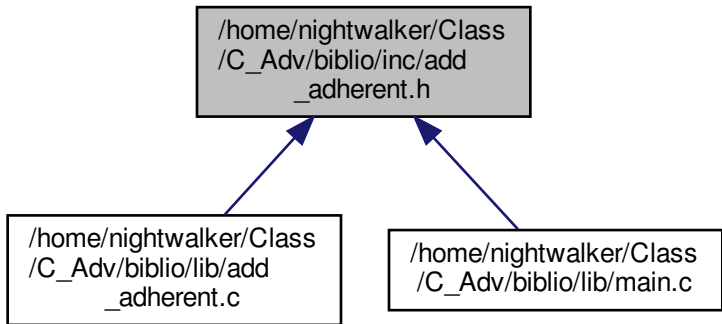 /home/nightwalker/Class
/C_Adv/biblio/inc/add
_adherent.h
/home/nightwalker/Class
/C_Adv/biblio/lib/add
_adherent.c
/home/nightwalker/Class
/C_Adv/biblio/lib/main.c